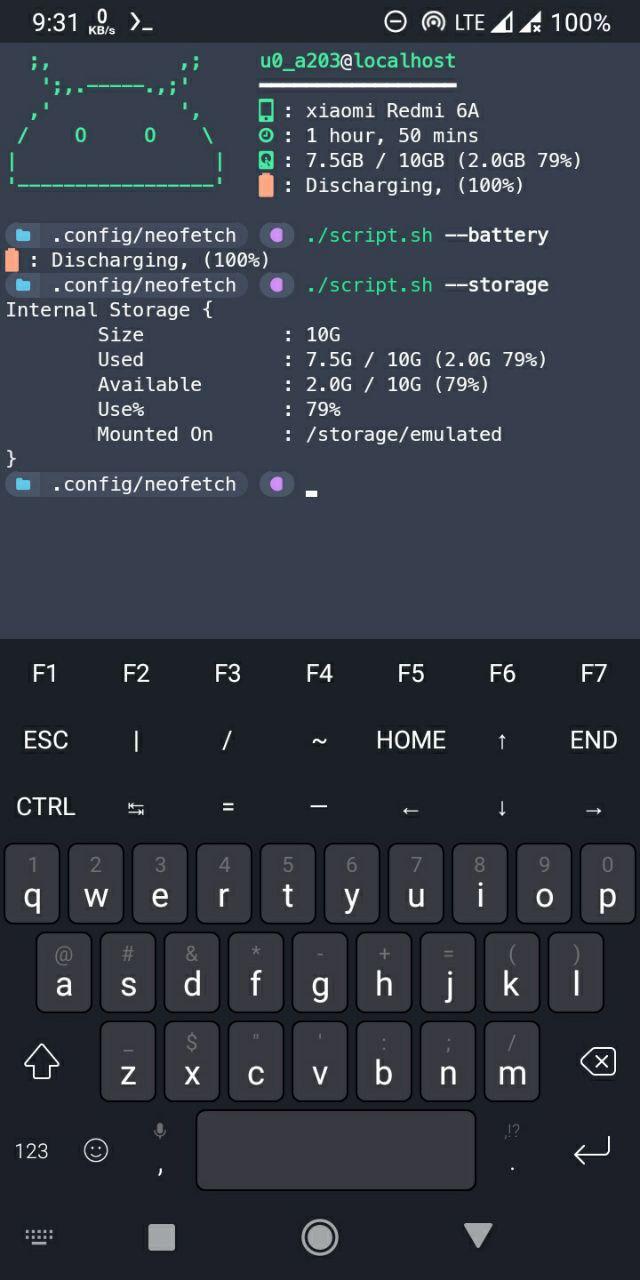 9:31 0 KB/s LTE 100%
;, ,;
u0_a203@localhost
';,.-----.,;'
,' ',
: xiaomi Redmi 6A
/ O O \
: 1 hour, 50 mins
| |
: 7.5GB / 10GB (2.0GB 79%)
'------------------'
: Discharging, (100%)
.config/neofetch ./script.sh --battery
: Discharging, (100%)
.config/neofetch ./script.sh --storage
Internal Storage {
Size : 10G
Used : 7.5G / 10G (2.0G 79%)
Available : 2.0G / 10G (79%)
Use% : 79%
Mounted On : /storage/emulated
}
.config/neofetch
F1 F2 F3 F4 F5 F6 F7
ESC | / ~ HOME ↑ END
CTRL ↹ = — ← ↓ →
1 2 3 4 5 6 7 8 9 0
q w e r t y u i o p
@ # & * - + = ( )
a s d f g h j k l
_ $ " ' : ; /
z x c v b n m
,!?
123 , .